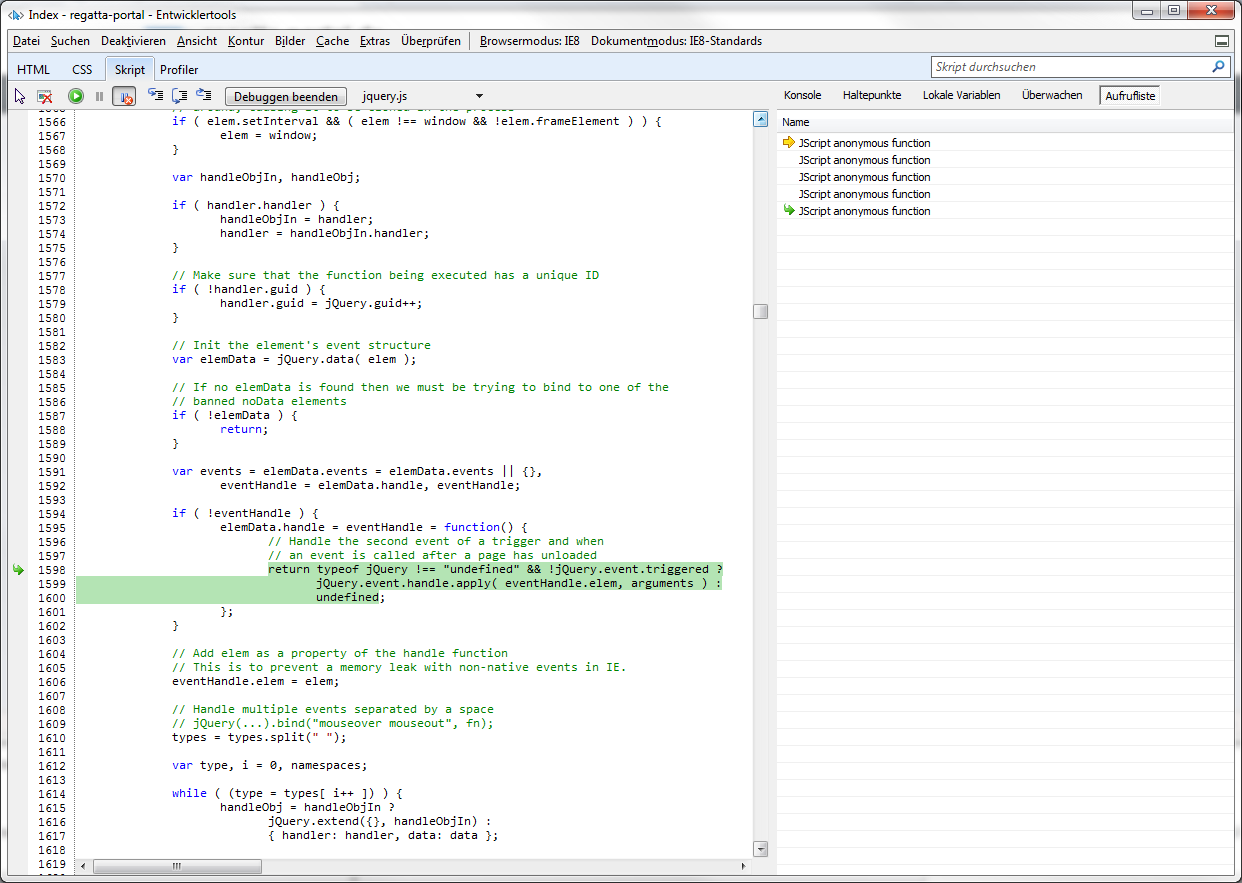 Index - regatta-portal - Entwicklertools
Datei Suchen Deaktivieren Ansicht Kontur Bilder Cache Extras Überprüfen Browsermodus: IE8 Dokumentmodus: IE8-Standards
HTML CSS Skript Profiler
Skript durchsuchen
Debuggen beenden jquery.js
Konsole Haltepunkte Lokale Variablen Überwachen Aufrufliste
Name
JScript anonymous function
JScript anonymous function
JScript anonymous function
JScript anonymous function
JScript anonymous function
1566 if ( elem.setInterval && ( elem !== window && !elem.frameElement ) ) {
1567 elem = window;
1568 }
1569
1570 var handleObjIn, handleObj;
1571
1572 if ( handler.handler ) {
1573 handleObjIn = handler;
1574 handler = handleObjIn.handler;
1575 }
1576
1577 // Make sure that the function being executed has a unique ID
1578 if ( !handler.guid ) {
1579 handler.guid = jQuery.guid++;
1580 }
1581
1582 // Init the element's event structure
1583 var elemData = jQuery.data( elem );
1584
1585 // If no elemData is found then we must be trying to bind to one of the
1586 // banned noData elements
1587 if ( !elemData ) {
1588 return;
1589 }
1590
1591 var events = elemData.events = elemData.events || {},
1592 eventHandle = elemData.handle, eventHandle;
1593
1594 if ( !eventHandle ) {
1595 elemData.handle = eventHandle = function() {
1596 // Handle the second event of a trigger and when
1597 // an event is called after a page has unloaded
1598 return typeof jQuery !== "undefined" && !jQuery.event.triggered ?
1599 jQuery.event.handle.apply( eventHandle.elem, arguments ) :
1600 undefined;
1601 };
1602 }
1603
1604 // Add elem as a property of the handle function
1605 // This is to prevent a memory leak with non-native events in IE.
1606 eventHandle.elem = elem;
1607
1608 // Handle multiple events separated by a space
1609 // jQuery(...).bind("mouseover mouseout", fn);
1610 types = types.split(" ");
1611
1612 var type, i = 0, namespaces;
1613
1614 while ( (type = types[ i++ ]) ) {
1615 handleObj = handleObjIn ?
1616 jQuery.extend({}, handleObjIn) :
1617 { handler: handler, data: data };
1618
1619